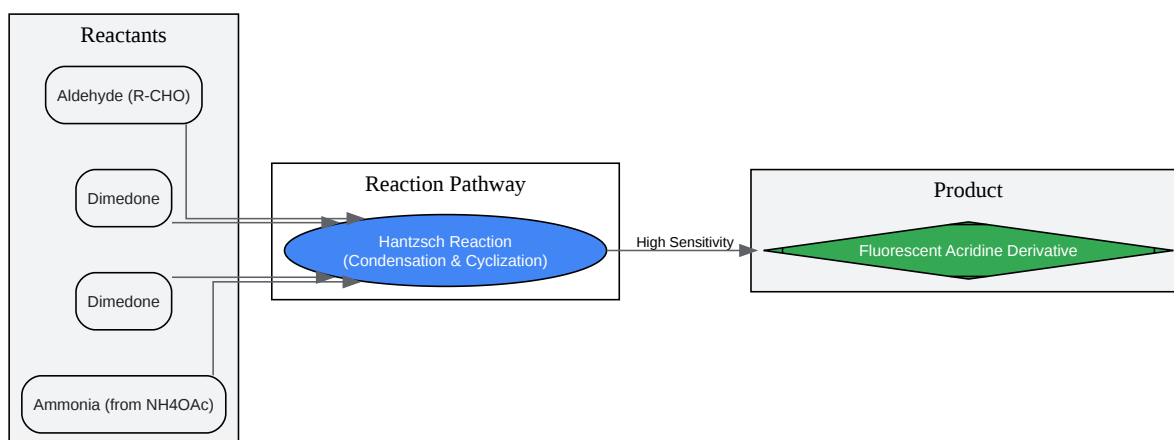 Reactants
Aldehyde (R-CHO)
Dimedone
Dimedone
Ammonia (from NH4OAc)
Reaction Pathway
Hantzsch Reaction
(Condensation & Cyclization)
High Sensitivity
Product
Fluorescent Acridine Derivative